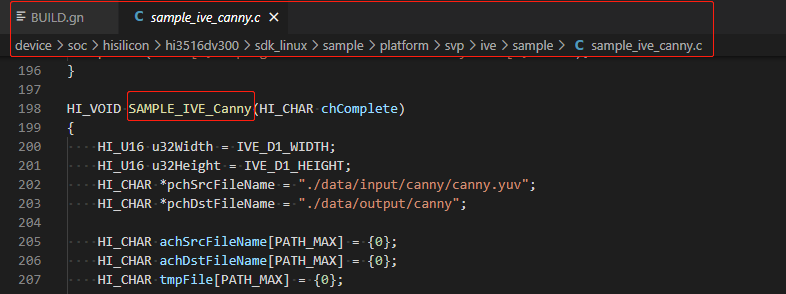 BUILD.gn
C sample_ive_canny.c ×
device > soc > hisilicon > hi3516dv300 > sdk_linux > sample > platform > svp > ive > sample > C sample_ive_canny.c
196 }
197
198 HI_VOID SAMPLE_IVE_Canny(HI_CHAR chComplete)
199 {
200 ····HI_U16 u32Width = IVE_D1_WIDTH;
201 ····HI_U16 u32Height = IVE_D1_HEIGHT;
202 ····HI_CHAR *pchSrcFileName = "./data/input/canny/canny.yuv";
203 ····HI_CHAR *pchDstFileName = "./data/output/canny";
204
205 ····HI_CHAR achSrcFileName[PATH_MAX] = {0};
206 ····HI_CHAR achDstFileName[PATH_MAX] = {0};
207 ····HI_CHAR tmpFile[PATH_MAX] = {0};